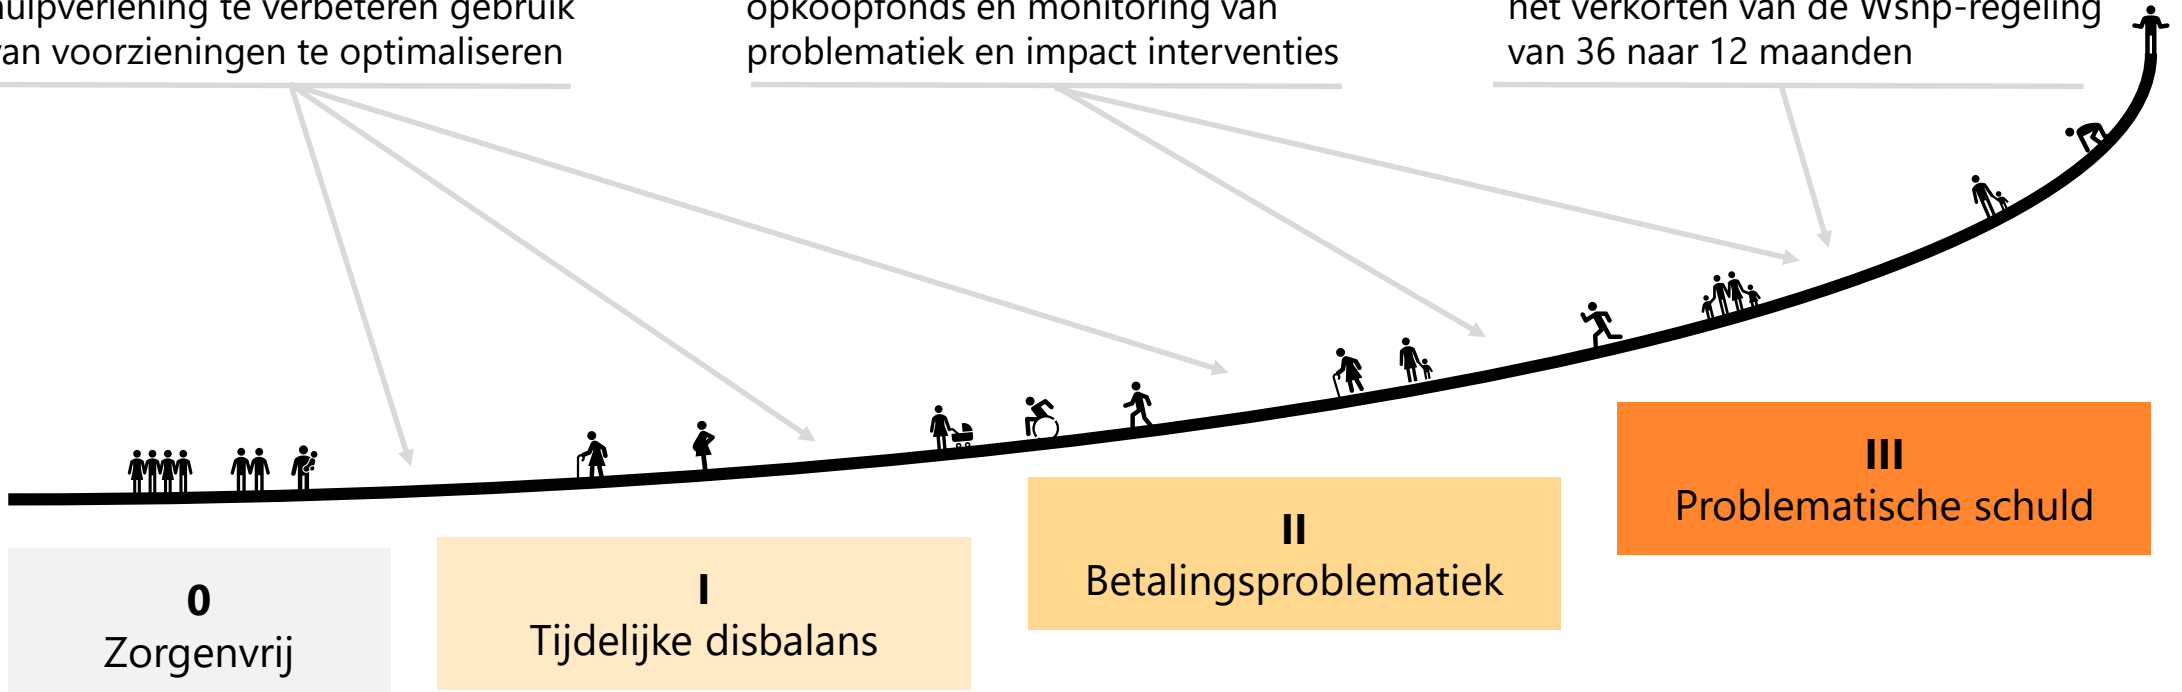 hulpverlening te verbeteren gebruik
van voorzieningen te optimaliseren
opkoopfonds en monitoring van
problematiek en impact interventies
het verkorten van de Wsnp-regeling
van 36 naar 12 maanden
0
Zorgenvrij
I
Tijdelijke disbalans
II
Betalingsproblematiek
III
Problematische schuld